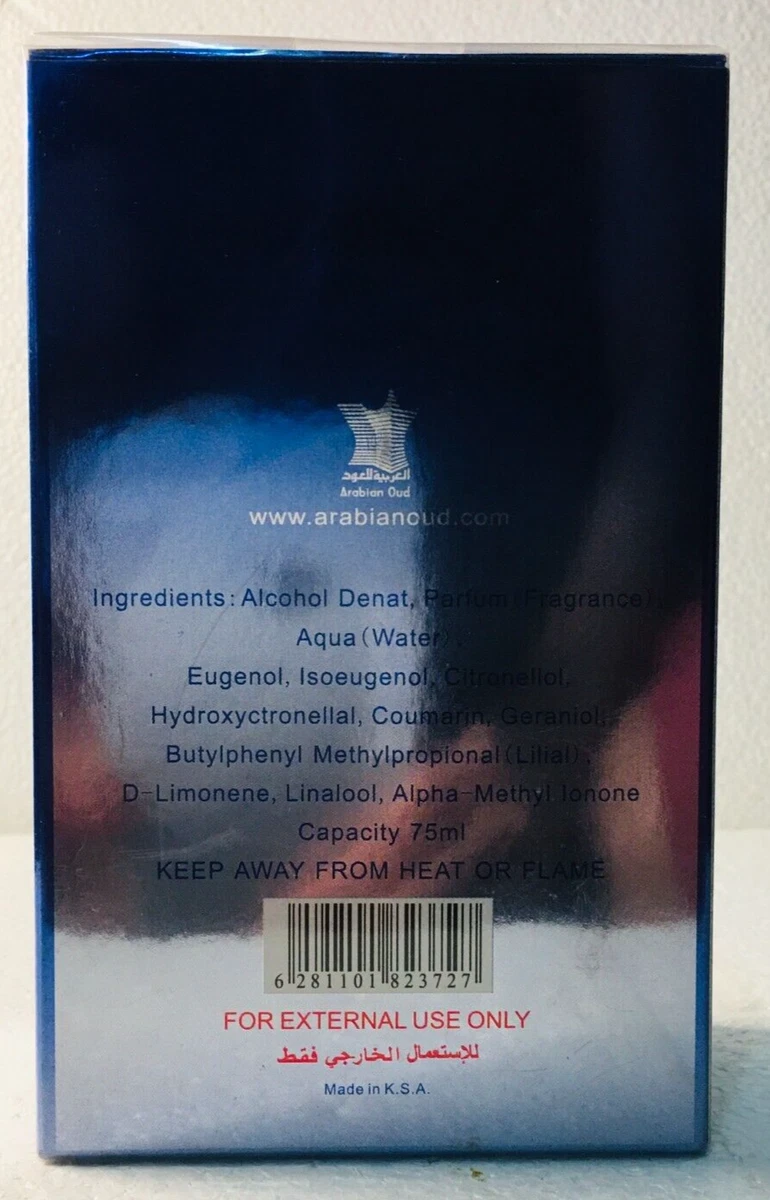 العربية للعود
Arabian Oud
www.arabianoud.com
Ingredients: Alcohol Denat, Parfum (Fragrance),
Aqua (Water),
Eugenol, Isoeugenol, Citronellol,
Hydroxyctronellal, Coumarin, Geraniol,
Butylphenyl Methylpropional (Lilial),
D-Limonene, Linalool, Alpha-Methyl Ionone
Capacity 75ml
KEEP AWAY FROM HEAT OR FLAME
6 281101 823727
FOR EXTERNAL USE ONLY
للإستعمال الخارجي فقط
Made in K.S.A.